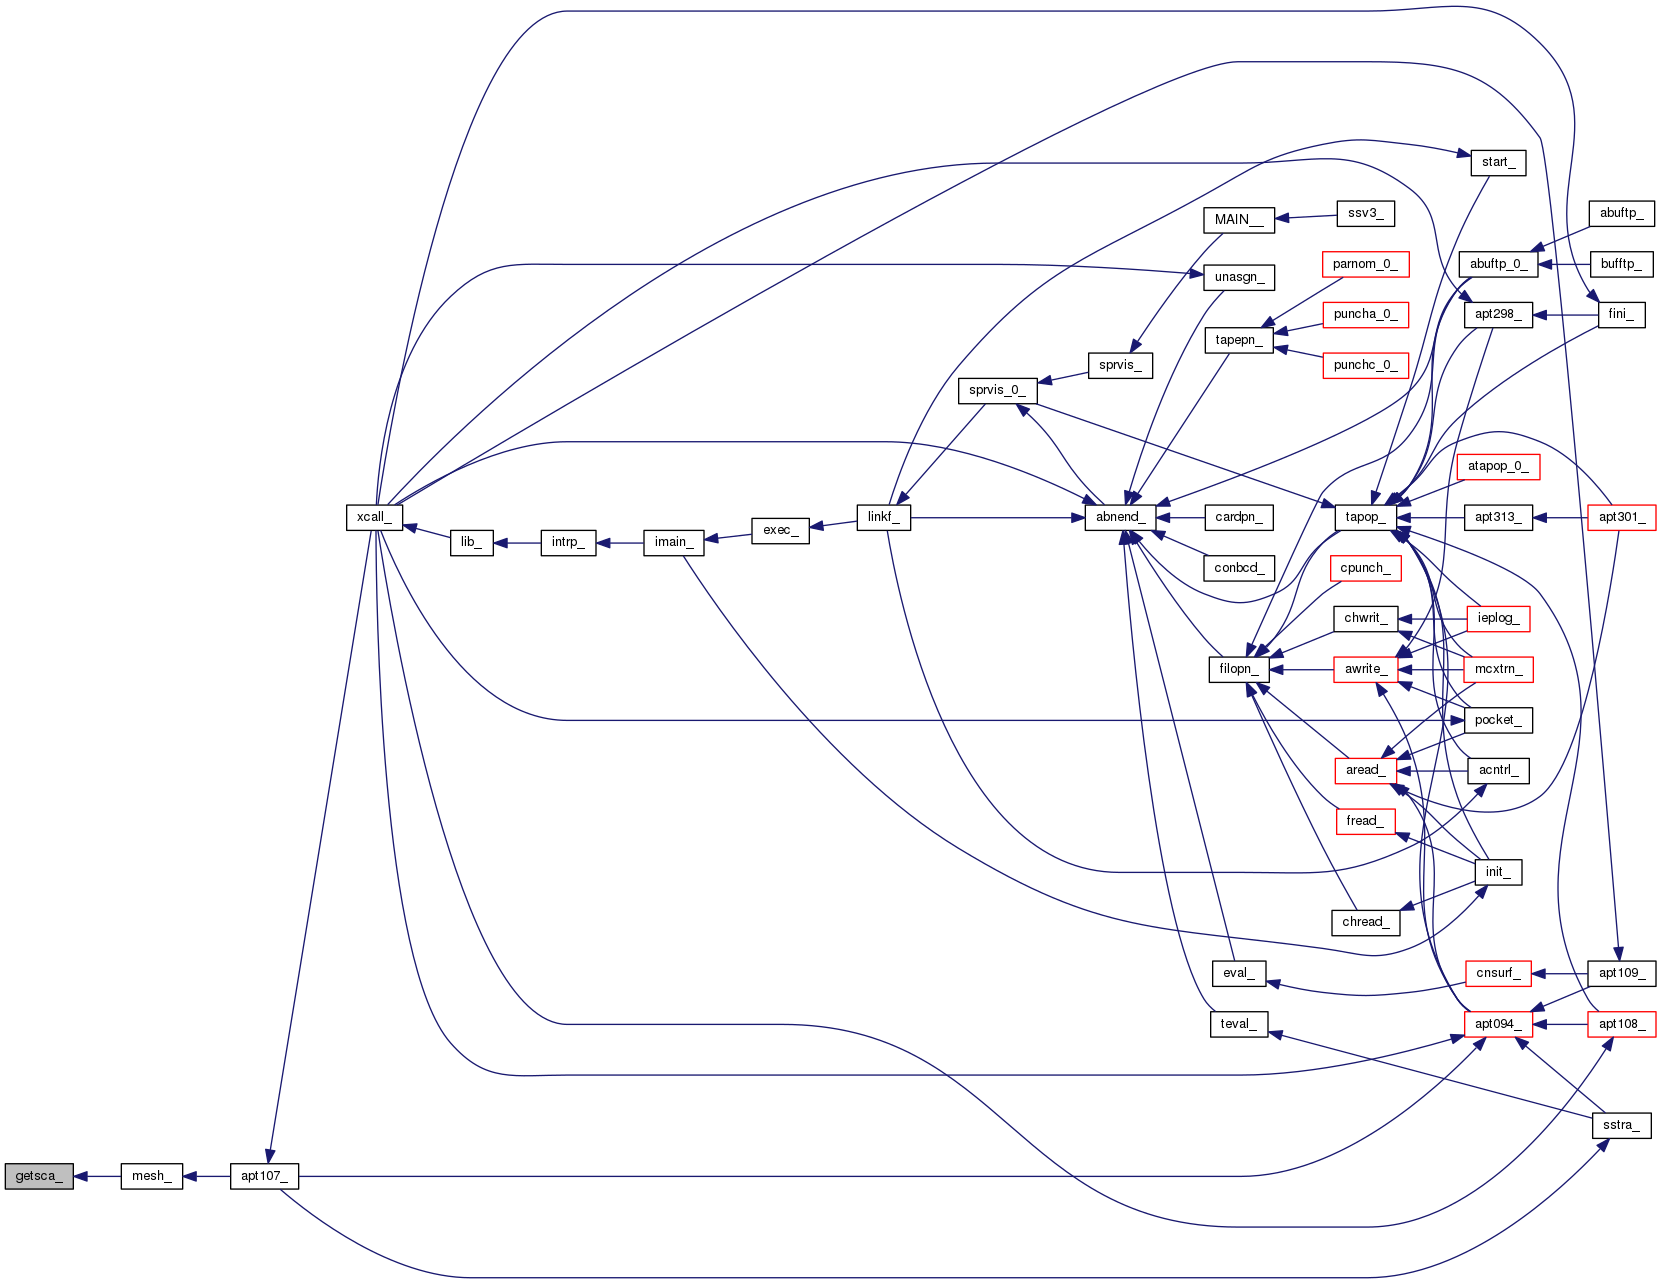 start_
MAIN__
ssv3_
abuftp_
unasgn_
parnom_0_
abuftp_0_
bufftp_
tapepn_
puncha_0_
apt298_
fini_
sprvis_
punchc_0_
sprvis_0_
atapop_0_
xcall_
lib_
intrp_
imain_
exec_
linkf_
abnend_
cardpn_
tapop_
apt313_
apt301_
conbcd_
cpunch_
chwrit_
ieplog_
filopn_
awrite_
mcxtrn_
pocket_
aread_
acntrl_
fread_
init_
chread_
eval_
cnsurf_
apt109_
teval_
apt094_
apt108_
sstra_
getsca_
mesh_
apt107_